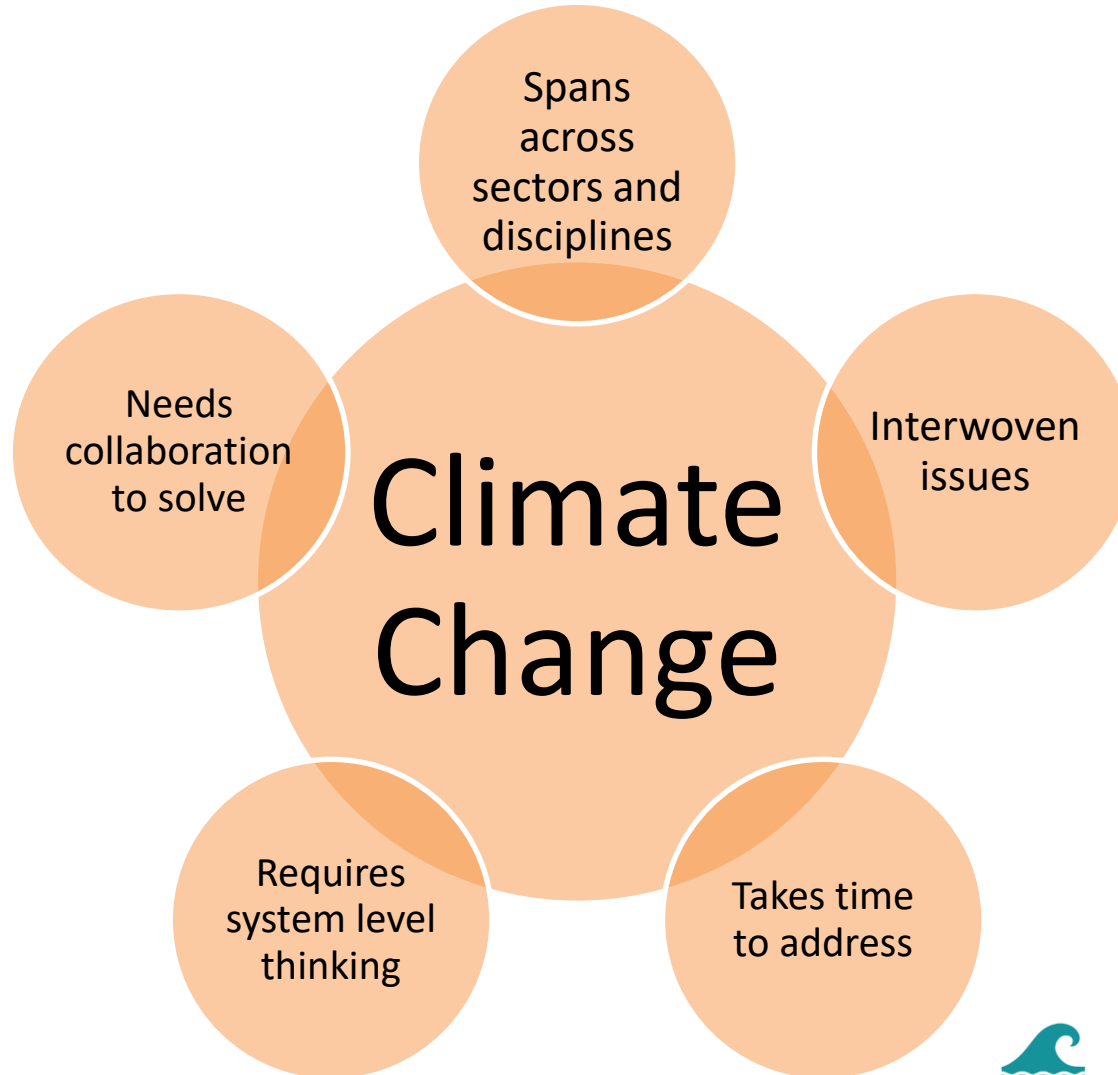 Spans
across
sectors and
disciplines
Needs
collaboration
to solve
Interwoven
issues
Climate
Change
Requires
system level
thinking
Takes time
to address